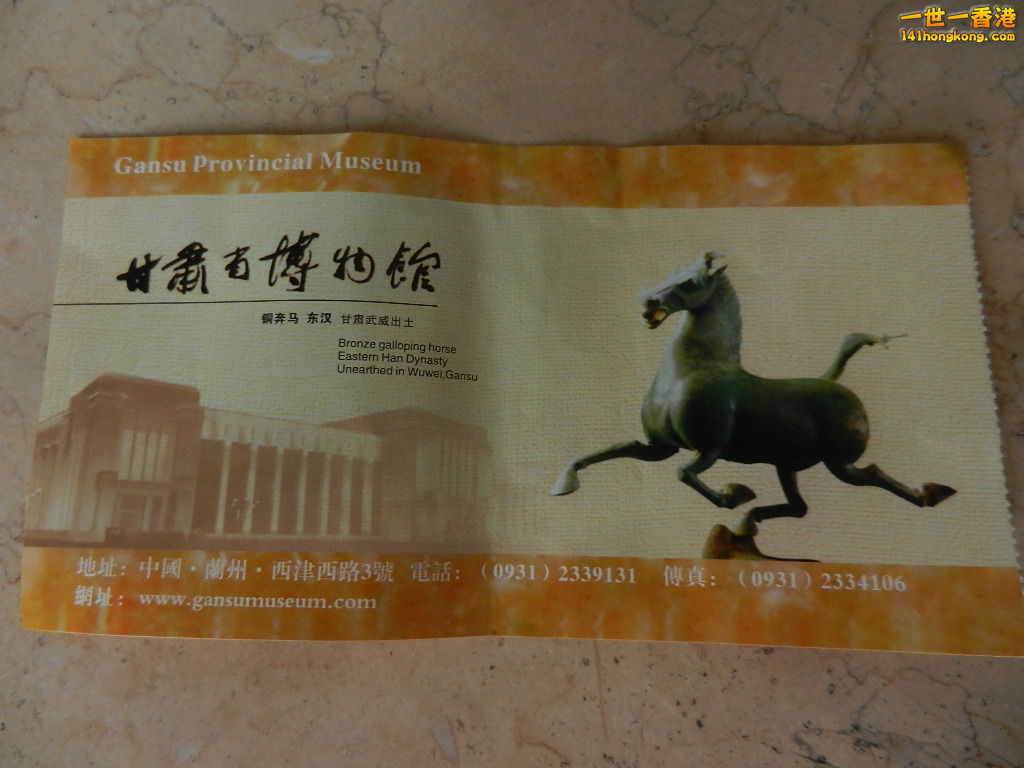 一世一香港
141hongkong.com
Gansu Provincial Museum
甘肅省博物館
铜奔马 东汉 甘肃武威出土
Bronze galloping horse
Eastern Han Dynasty
Unearthed in Wuwei,Gansu
地址：中國·蘭州·西津西路3號 電話：（0931）2339131 傳真：（0931）2334106
網址：www.gansumuseum.com